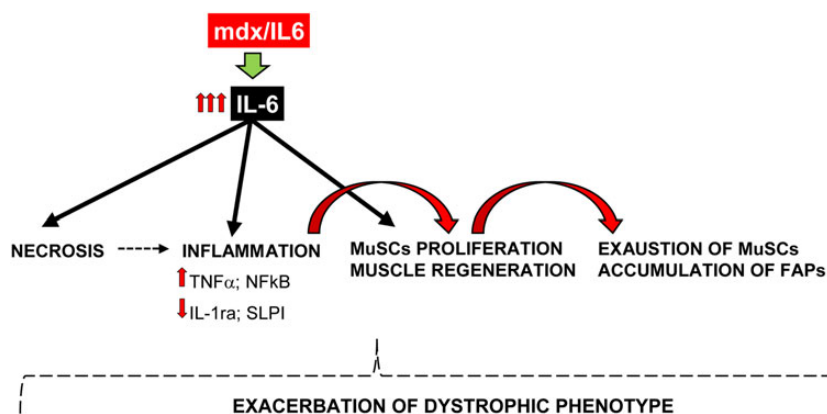 mdx/IL6
IL-6
NECROSIS
INFLAMMATION
TNFα; NFkB
IL-1ra; SLPI
MuSCs PROLIFERATION
MUSCLE REGENERATION
EXAUSTION OF MuSCs
ACCUMULATION OF FAPs
EXACERBATION OF DYSTROPHIC PHENOTYPE